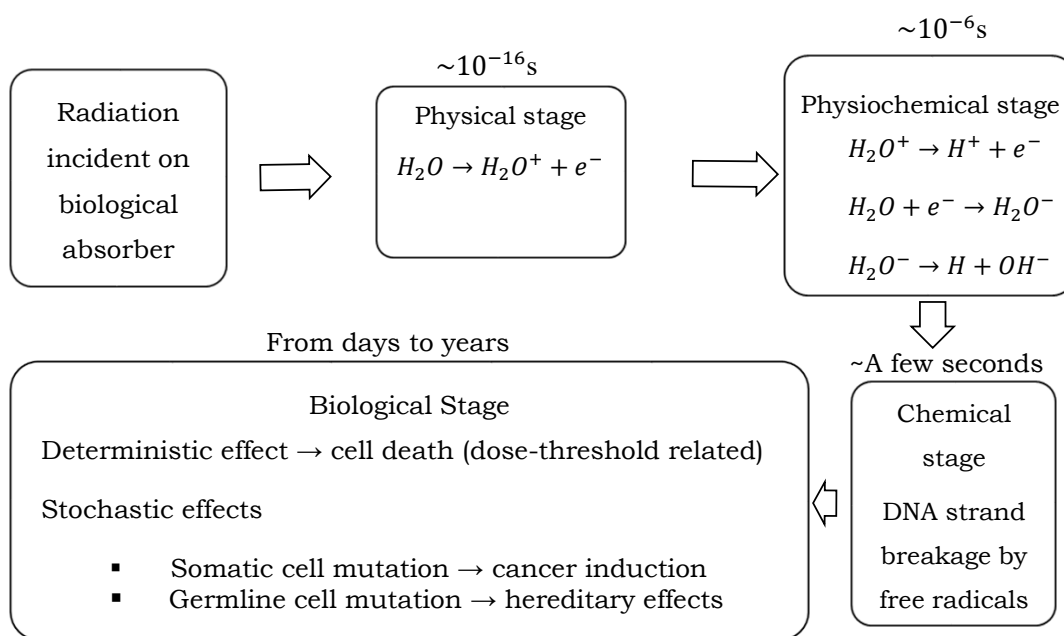 Radiation
incident on
biological
absorber
~10⁻¹⁶s
Physical stage
H₂O → H₂O⁺ + e⁻
~10⁻⁶s
Physiochemical stage
H₂O⁺ → H⁺ + e⁻
H₂O + e⁻ → H₂O⁻
H₂O⁻ → H + OH⁻
~A few seconds
Chemical
stage
DNA strand
breakage by
free radicals
From days to years
Biological Stage
Deterministic effect → cell death (dose-threshold related)
Stochastic effects
▪ Somatic cell mutation → cancer induction
▪ Germline cell mutation → hereditary effects